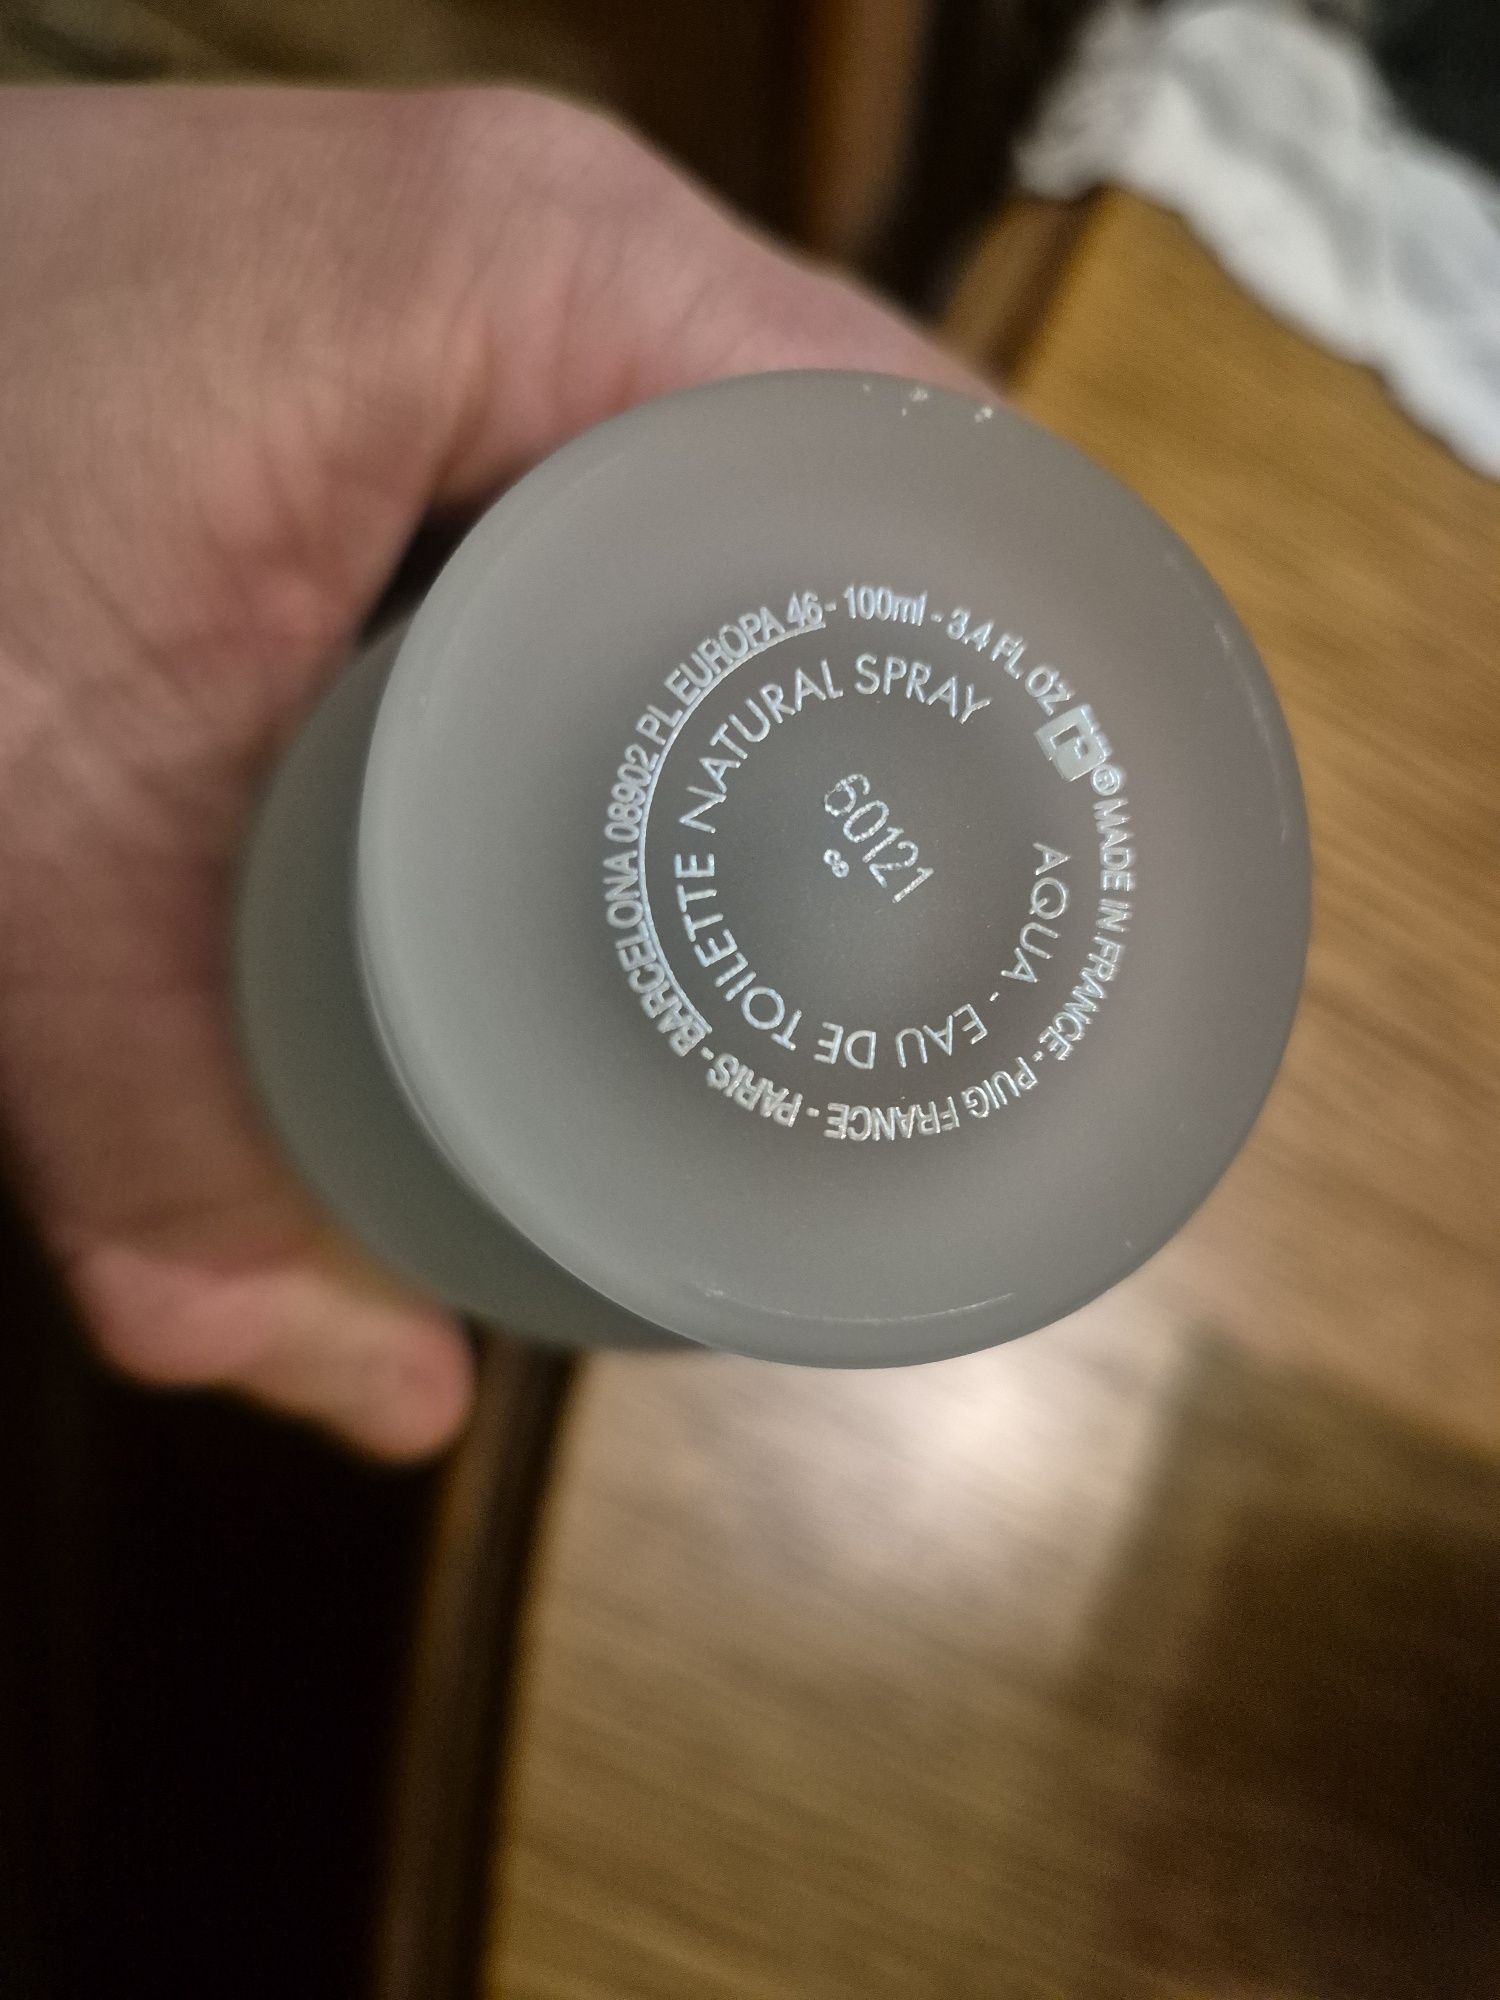 AQUA - EAU DE TOILETTE NATURAL SPRAY
MADE IN FRANCE - PUIG FRANCE - PARIS - BARCELONA 08902 PL EUROPA 46 - 100ml - 3.4 FL OZ
60121
8